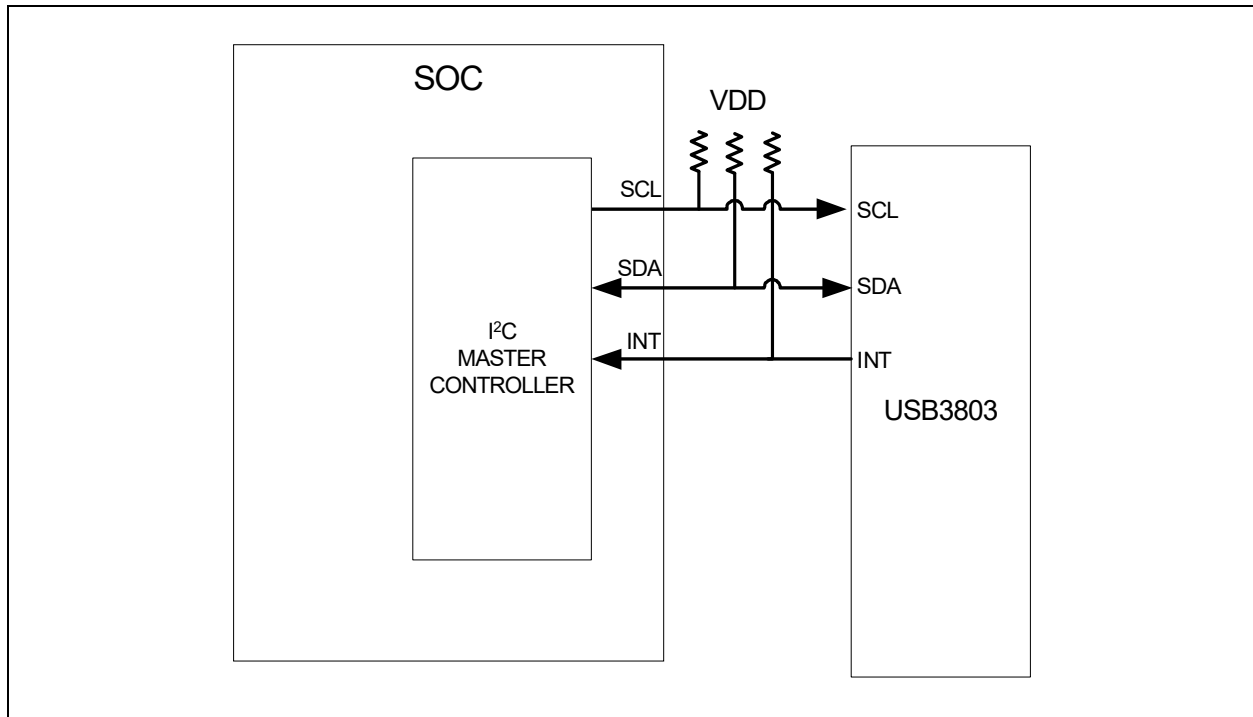 SOC
VDD
SCL
SCL
SDA
SDA
INT
INT
I²C
MASTER
CONTROLLER
USB3803